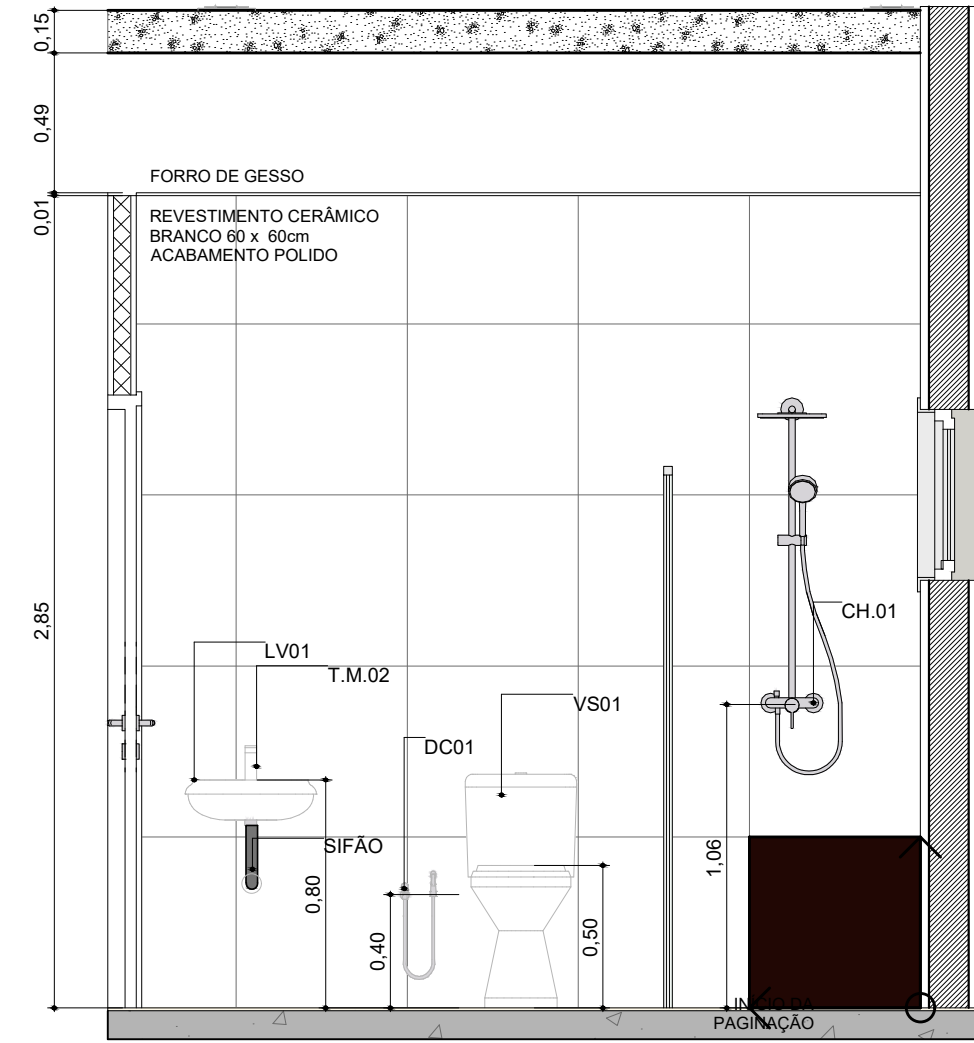 0,15
0,49
FORRO DE GESSO
0,01
REVESTIMENTO CERÂMICO
BRANCO 60 x 60cm
ACABAMENTO POLIDO
2,85
CH.01
LV01
T.M.02
VS01
DC01
SIFÃO
1,06
0,80
0,40
0,50
INÍCIO DA
PAGINAÇÃO